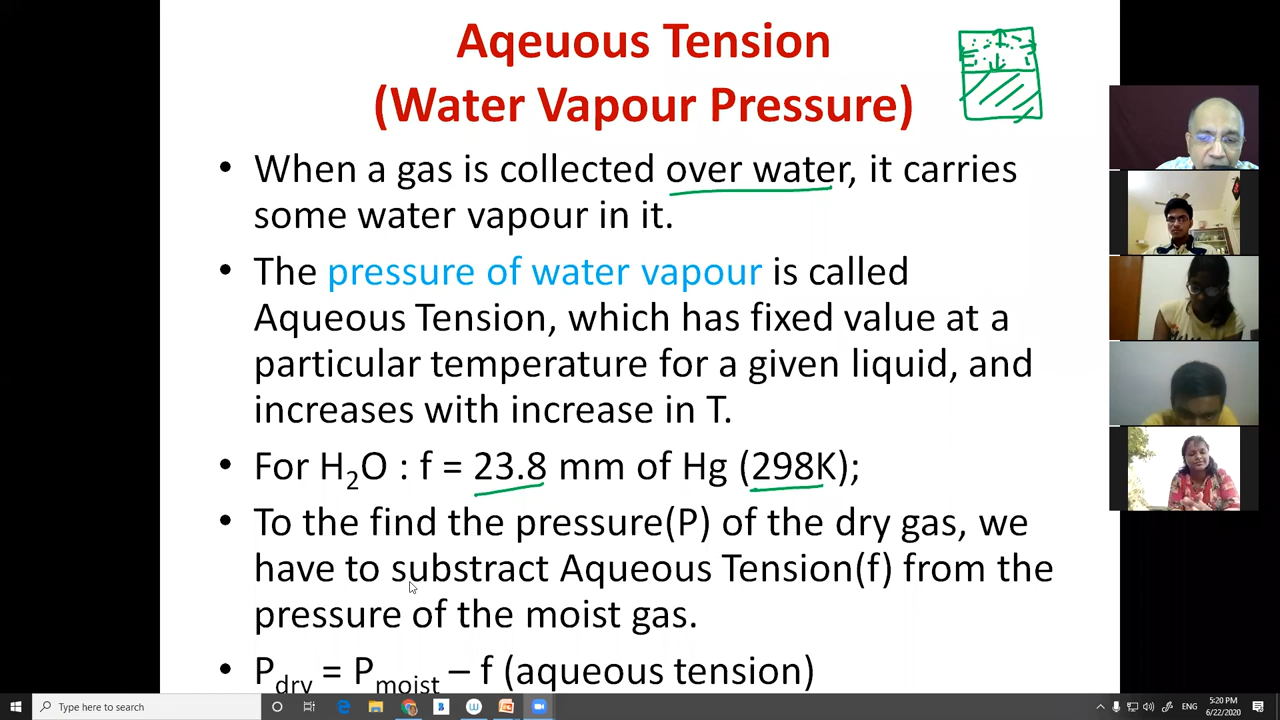 Aqeuous Tension
(Water Vapour Pressure)
• When a gas is collected over water, it carries
some water vapour in it.
• The pressure of water vapour is called
Aqueous Tension, which has fixed value at a
particular temperature for a given liquid, and
increases with increase in T.
• For H₂O : f = 23.8 mm of Hg (298K);
• To the find the pressure(P) of the dry gas, we
have to substract Aqueous Tension(f) from the
pressure of the moist gas.
• P_dry = P_moist – f (aqueous tension)
Type here to search
ENG
5:20 PM
6/22/2020